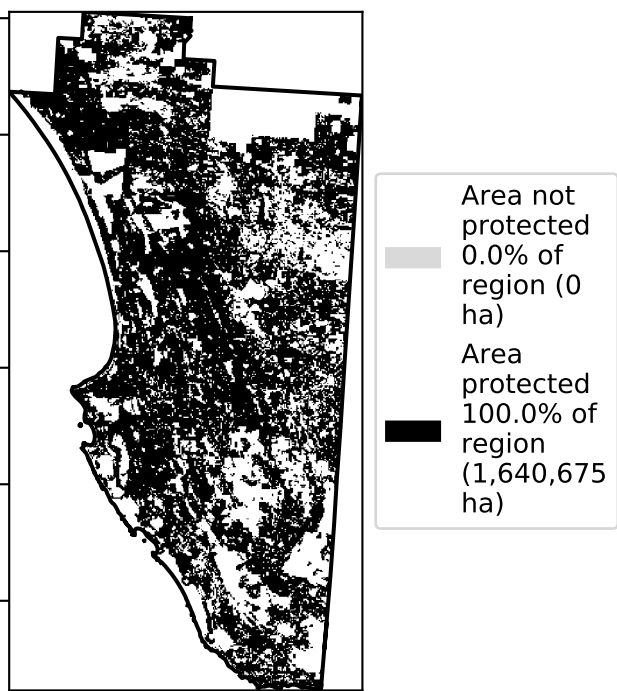 Area not
protected
0.0% of
region (0
ha)
Area
protected
100.0% of
region
(1,640,675
ha)